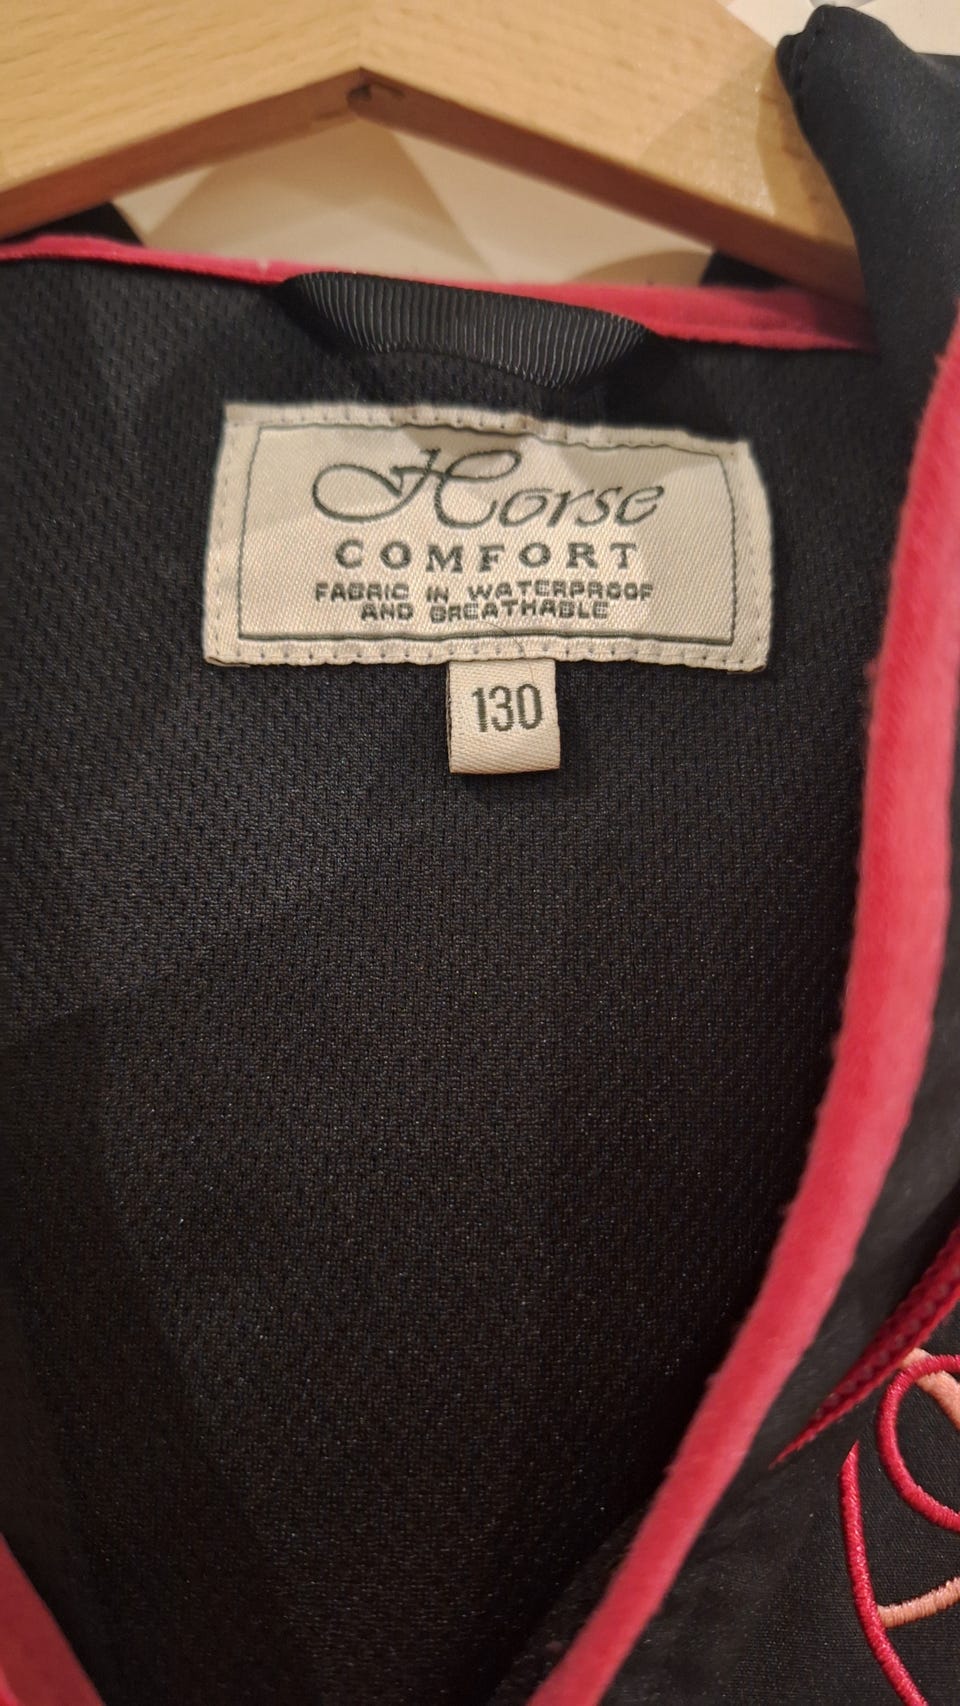 Horse
COMFORT
FABRIC IN WATERPROOF
AND BREATHABLE
130